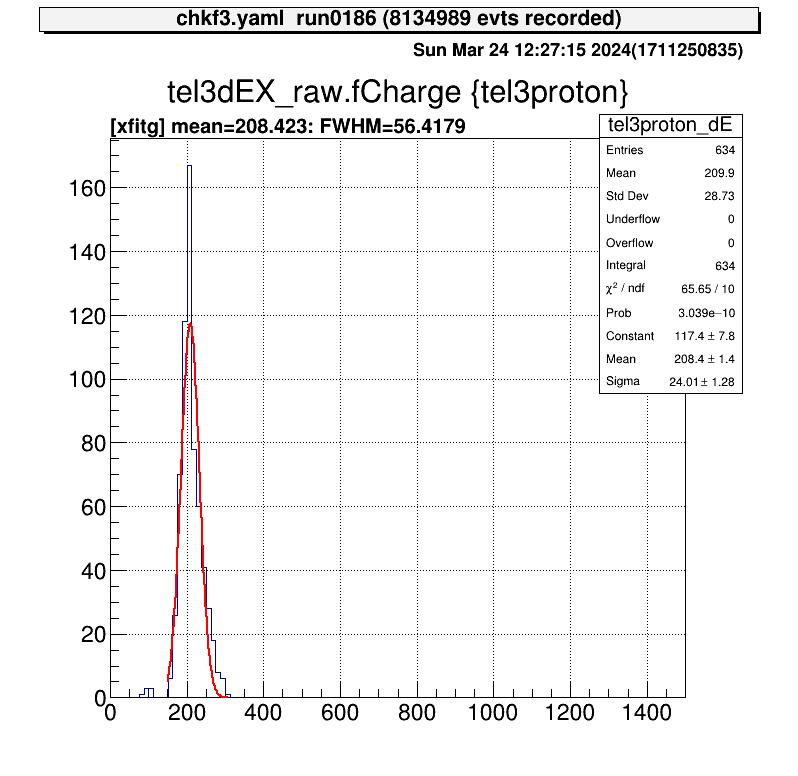 chkf3.yaml  run0186 (8134989 evts recorded)
Sun Mar 24 12:27:15 2024(1711250835)
tel3dEX_raw.fCharge {tel3proton}
[xfitg] mean=208.423: FWHM=56.4179
tel3proton_dE
Entries 634
Mean 209.9
Std Dev 28.73
Underflow 0
Overflow 0
Integral 634
χ² / ndf 65.65 / 10
Prob 3.039e−10
Constant 117.4 ± 7.8
Mean 208.4 ± 1.4
Sigma 24.01 ± 1.28
160
140
120
100
80
60
40
20
0
0 200 400 600 800 1000 1200 1400